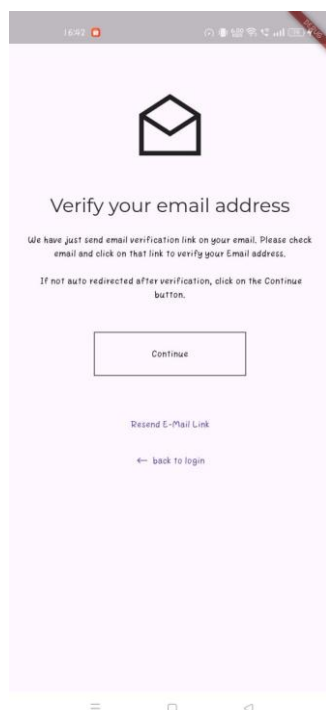 16:42
Verify your email address
We have just send email verification link on your email. Please check
email and click on that link to verify your Email address.
If not auto redirected after verification, click on the Continue
button.
Continue
Resend E-Mail Link
← back to login